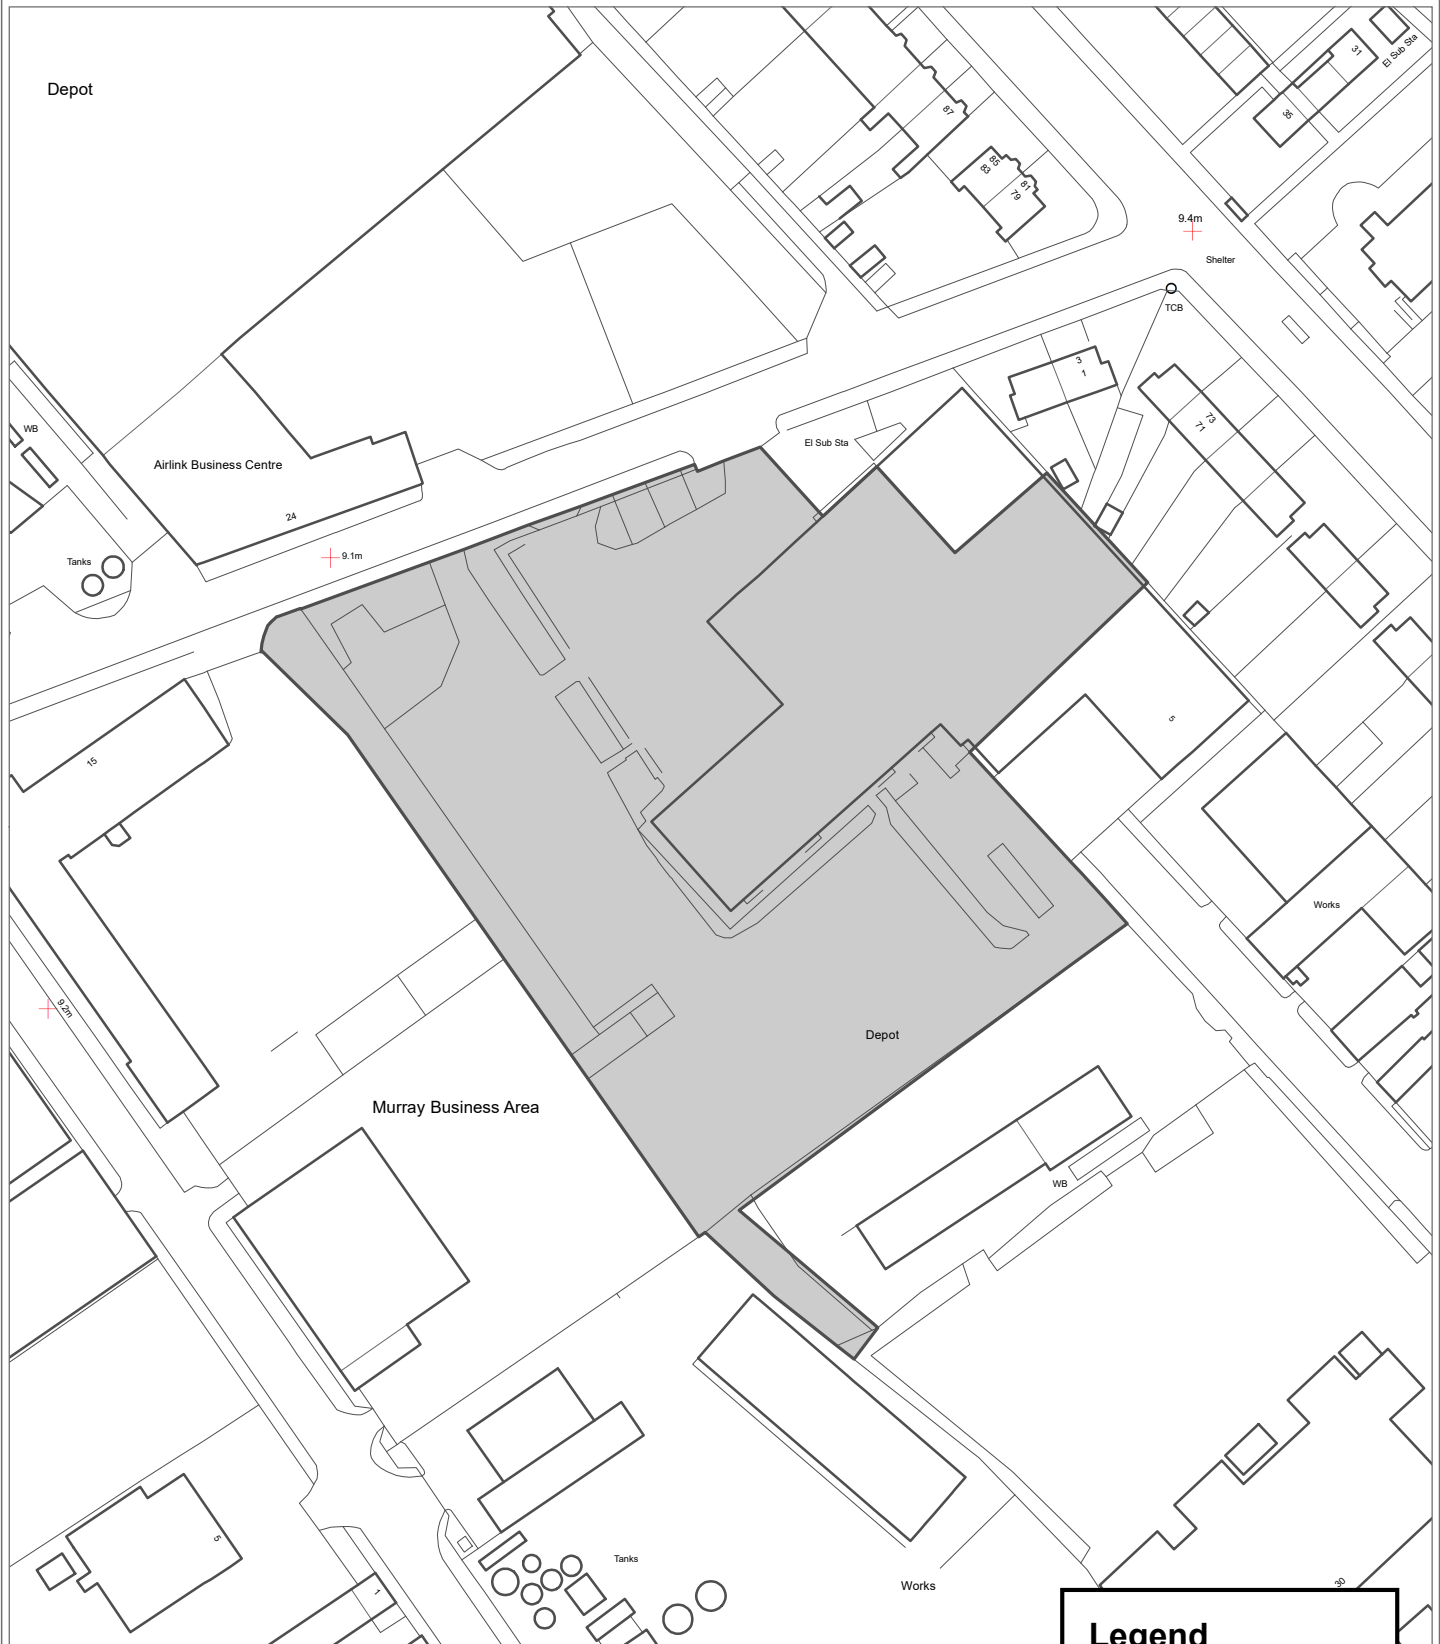 Depot
31
El Sub Sta
35
87
85
83
81
79
9.4m
Shelter
TCB
3
1
73
71
WB
El Sub Sta
Airlink Business Centre
24
9.1m
Tanks
5
15
Works
9.2m
Depot
Murray Business Area
WB
5
1
Tanks
Works
30
Legend